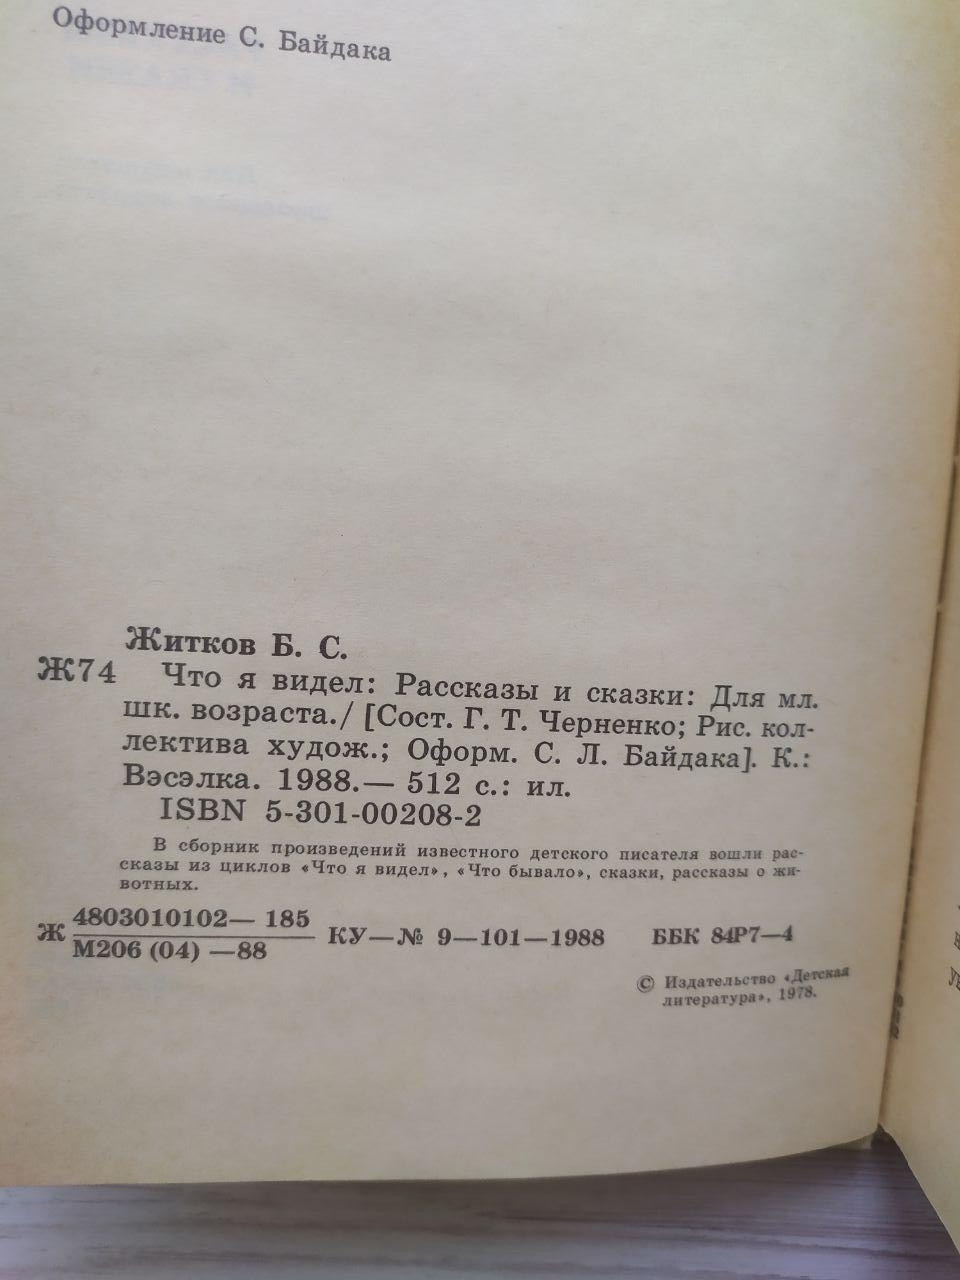 Оформление С. Байдака
Житков Б. С.
Ж74 Что я видел: Рассказы и сказки: Для мл.
шк. возраста./ [Сост. Г. Т. Черненко; Рис. кол-
лектива худож.; Оформ. С. Л. Байдака]. К.:
Вэсэлка. 1988.— 512 с.: ил.
ISBN 5-301-00208-2
В сборник произведений известного детского писателя вошли рас-
сказы из циклов «Что я видел», «Что бывало», сказки, рассказы о жи-
вотных.
Ж 4803010102— 185
М206 (04) —88
КУ—№ 9—101—1988 ББК 84Р7—4
© Издательство «Детская
литература», 1978.